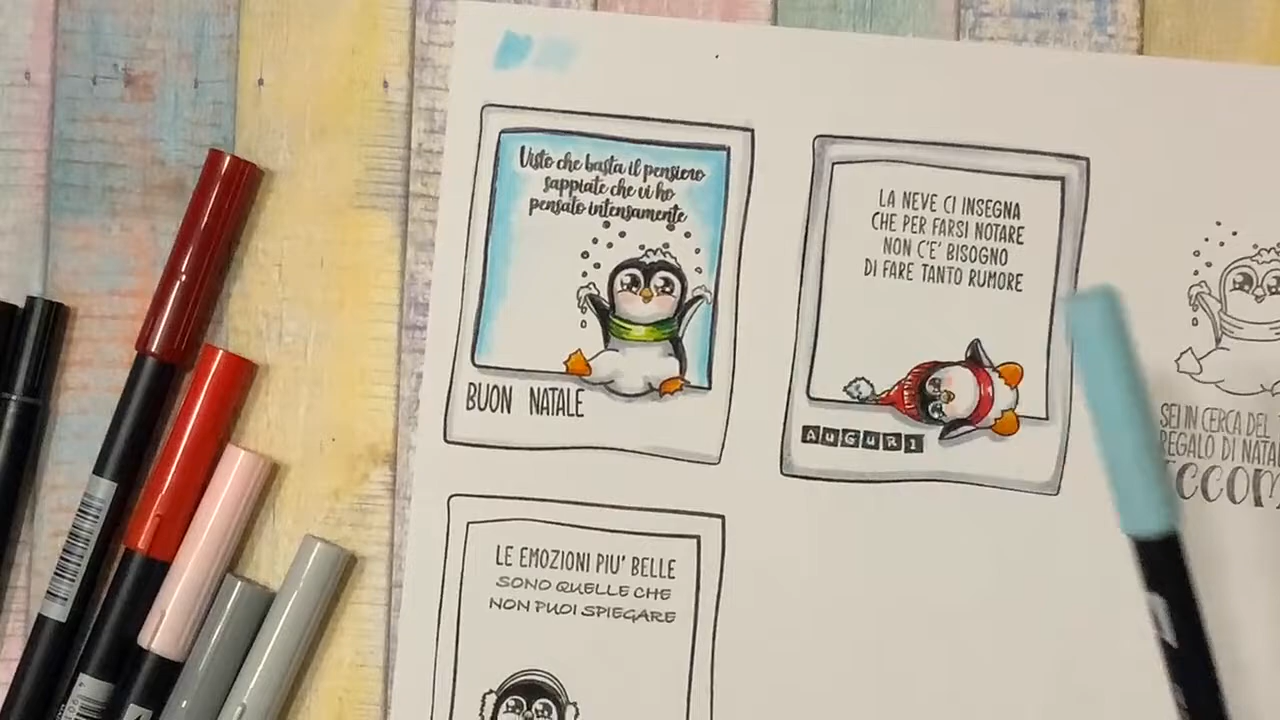 Visto che basta il pensiero
sappiate che vi ho
pensato intensamente
BUON NATALE
LA NEVE CI INSEGNA
CHE PER FARSI NOTARE
NON C'E' BISOGNO
DI FARE TANTO RUMORE
AUGURI
SEI IN CERCA DEL
REGALO DI NATA
CCOM
LE EMOZIONI PIU' BELLE
SONO QUELLE CHE
NON PUOI SPIEGARE